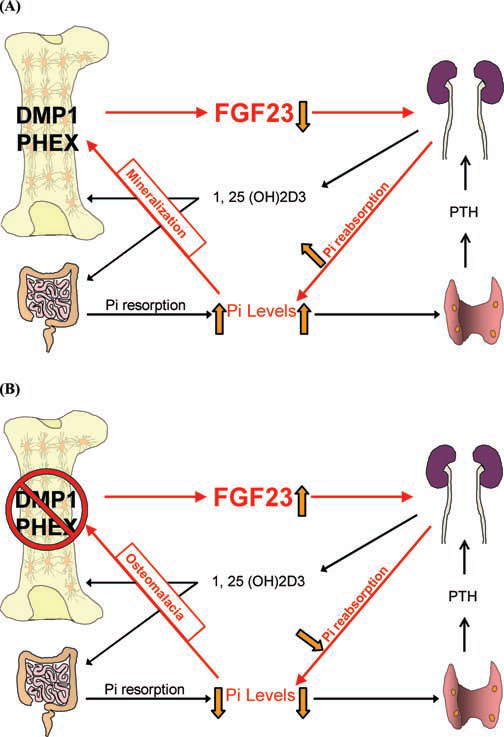 (A)
DMP1
PHEX
FGF23
Mineralization
1, 25 (OH)2D3
Pi reabsorption
PTH
Pi resorption
Pi Levels
(B)
DMP1
PHEX
FGF23
Osteomalacia
1, 25 (OH)2D3
Pi reabsorption
PTH
Pi resorption
Pi Levels